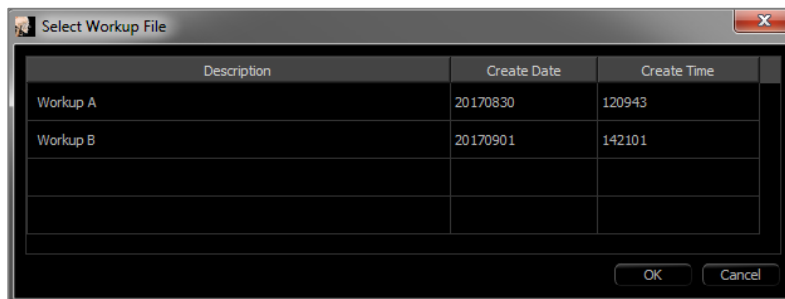 Select Workup File
Description Create Date Create Time
Workup A 20170830 120943
Workup B 20170901 142101
OK Cancel